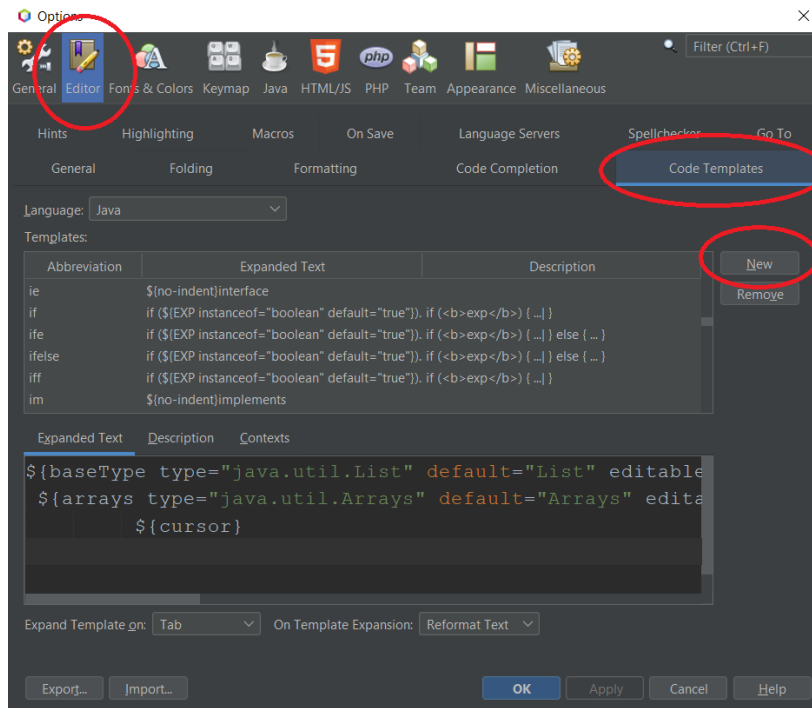 Options
Filter (Ctrl+F)
General Editor Fonts & Colors Keymap Java HTML/JS PHP Team Appearance Miscellaneous
Hints Highlighting Macros On Save Language Servers Spellchecker Go To
General Folding Formatting Code Completion Code Templates
Language: Java
Templates:
Abbreviation Expanded Text Description
New
ie ${no-indent}interface
Remove
if if (${EXP instanceof="boolean" default="true"}). if (<b>exp</b>) { ...| }
ife if (${EXP instanceof="boolean" default="true"}). if (<b>exp</b>) { ...| } else { ... }
ifelse if (${EXP instanceof="boolean" default="true"}). if (<b>exp</b>) { ...| } else { ... }
iff if (${EXP instanceof="boolean" default="true"}). if (<b>exp</b>) { ...| }
im ${no-indent}implements
Expanded Text Description Contexts
${baseType type="java.util.List" default="List" editable
${arrays type="java.util.Arrays" default="Arrays" edita
${cursor}
Expand Template on: Tab On Template Expansion: Reformat Text
Export... Import... OK Apply Cancel Help